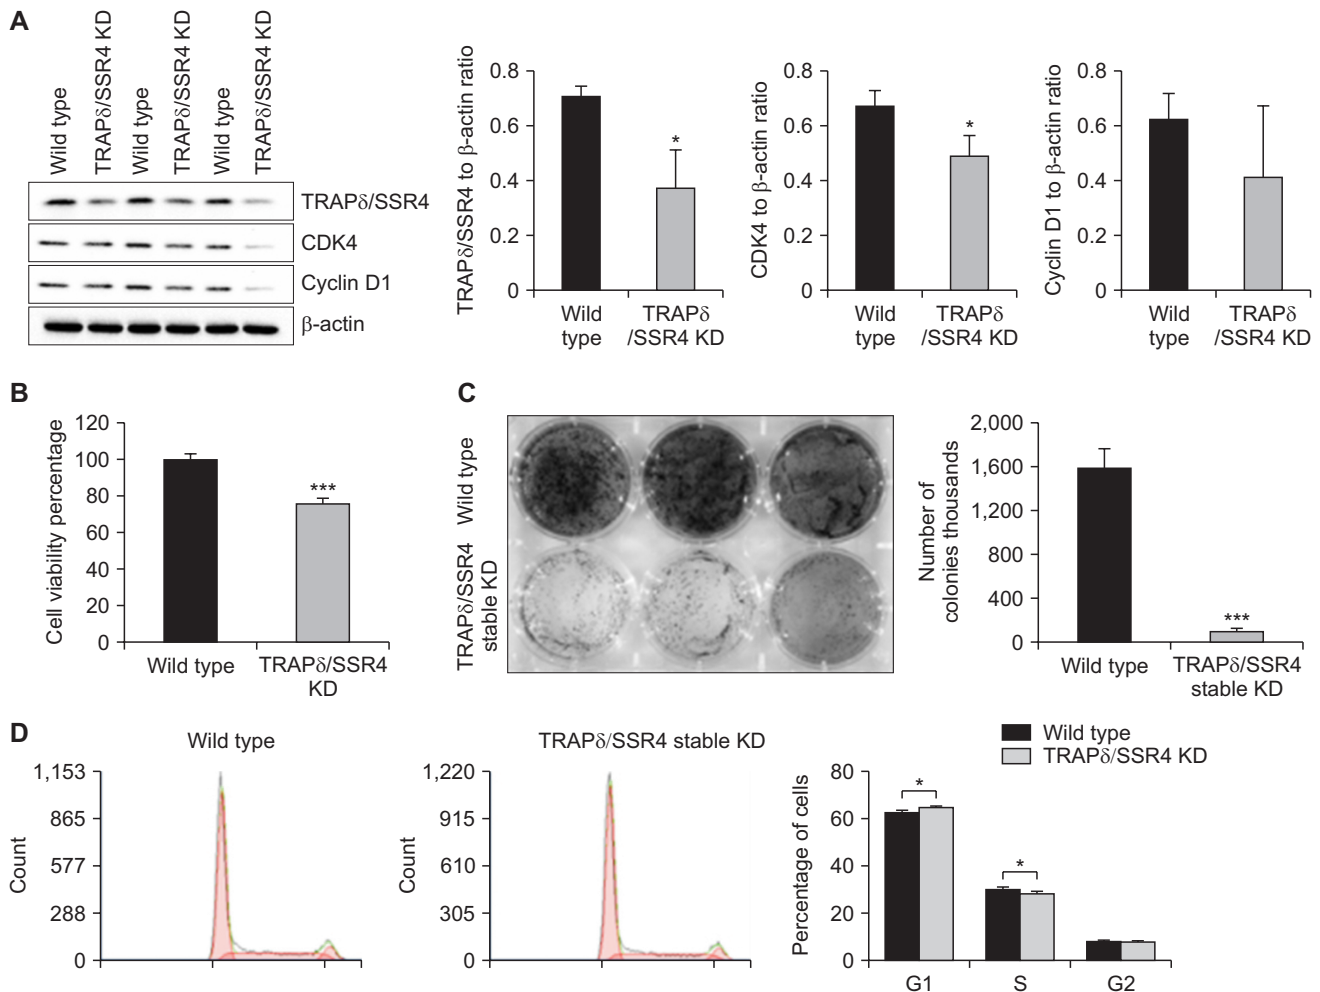 A
Wild type
TRAPδ/SSR4 KD
Wild type
TRAPδ/SSR4 KD
Wild type
TRAPδ/SSR4 KD
TRAPδ/SSR4
CDK4
Cyclin D1
β-actin
TRAPδ/SSR4 to β-actin ratio
0.8
0.6
0.4
0.2
0
*
Wild
type
TRAPδ
/SSR4 KD
CDK4 to β-actin ratio
0.8
0.6
0.4
0.2
0
*
Wild
type
TRAPδ
/SSR4 KD
Cyclin D1 to β-actin ratio
0.8
0.6
0.4
0.2
0
Wild
type
TRAPδ
/SSR4 KD
B
Cell viability percentage
120
100
80
60
40
20
0
***
Wild type
TRAPδ/SSR4
KD
C
Wild type
TRAPδ/SSR4
stable KD
Number of
colonies thousands
2,000
1,600
1,200
800
400
0
***
Wild type
TRAPδ/SSR4
stable KD
D
Wild type
Count
1,153
865
577
288
0
TRAPδ/SSR4 stable KD
Count
1,220
915
610
305
0
Wild type
TRAPδ/SSR4 KD
Percentage of cells
80
60
40
20
0
*
*
G1
S
G2